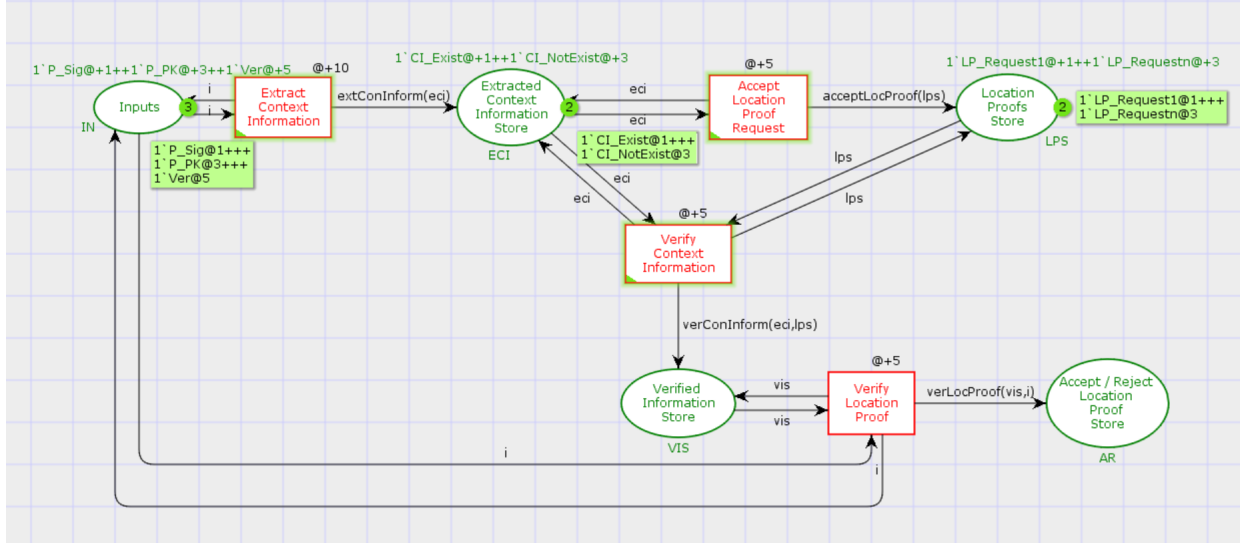 1`P_Sig@+1++1`P_PK@+3++1`Ver@+5
@+10
1`CI_Exist@+1++1`CI_NotExist@+3
@+5
1`LP_Request1@+1++1`LP_Requestn@+3
Inputs
3
IN
i
i
Extract
Context
Information
extConInform(eci)
Extracted
Context
Information
Store
2
ECI
eci
eci
Accept
Location
Proof
Request
acceptLocProof(lps)
Location
Proofs
Store
2
LPS
1`LP_Request1@1+++
1`LP_Requestn@3
1`P_Sig@1+++
1`P_PK@3+++
1`Ver@5
1`CI_Exist@1+++
1`CI_NotExist@3
eci
eci
lps
lps
@+5
Verify
Context
Information
verConInform(eci,lps)
@+5
Verified
Information
Store
VIS
vis
vis
Verify
Location
Proof
verLocProof(vis,i)
Accept / Reject
Location
Proof
Store
AR
i
i